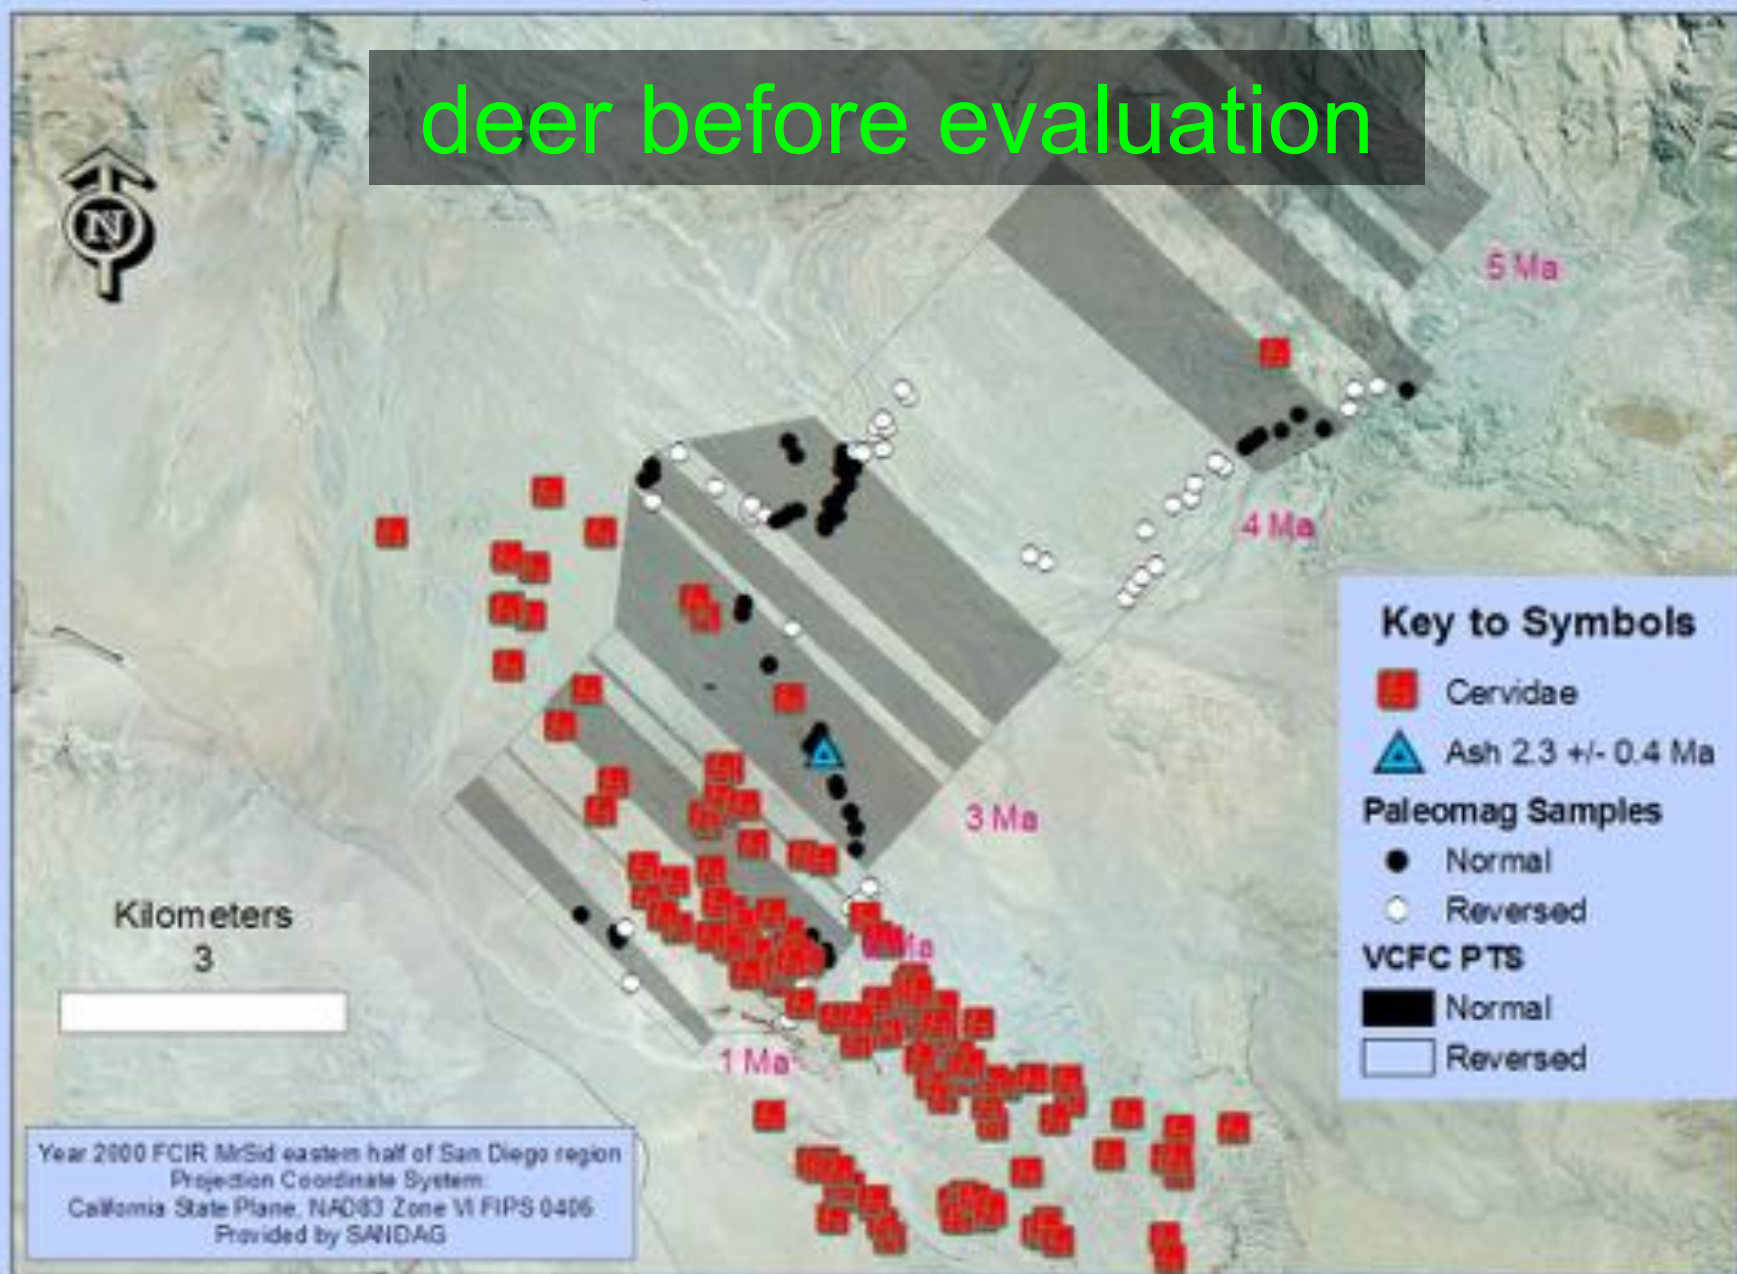 deer before evaluation
N
5 Ma
4 Ma
3 Ma
1 Ma
Kilometers
3
Key to Symbols
Cervidae
Ash 2.3 +/- 0.4 Ma
Paleomag Samples
Normal
Reversed
VCFC PTS
Normal
Reversed
Year 2000 FCIR MrSid eastern half of San Diego region
Projection Coordinate System:
California State Plane, NAD83 Zone VI FIPS 0406
Provided by SANDAG